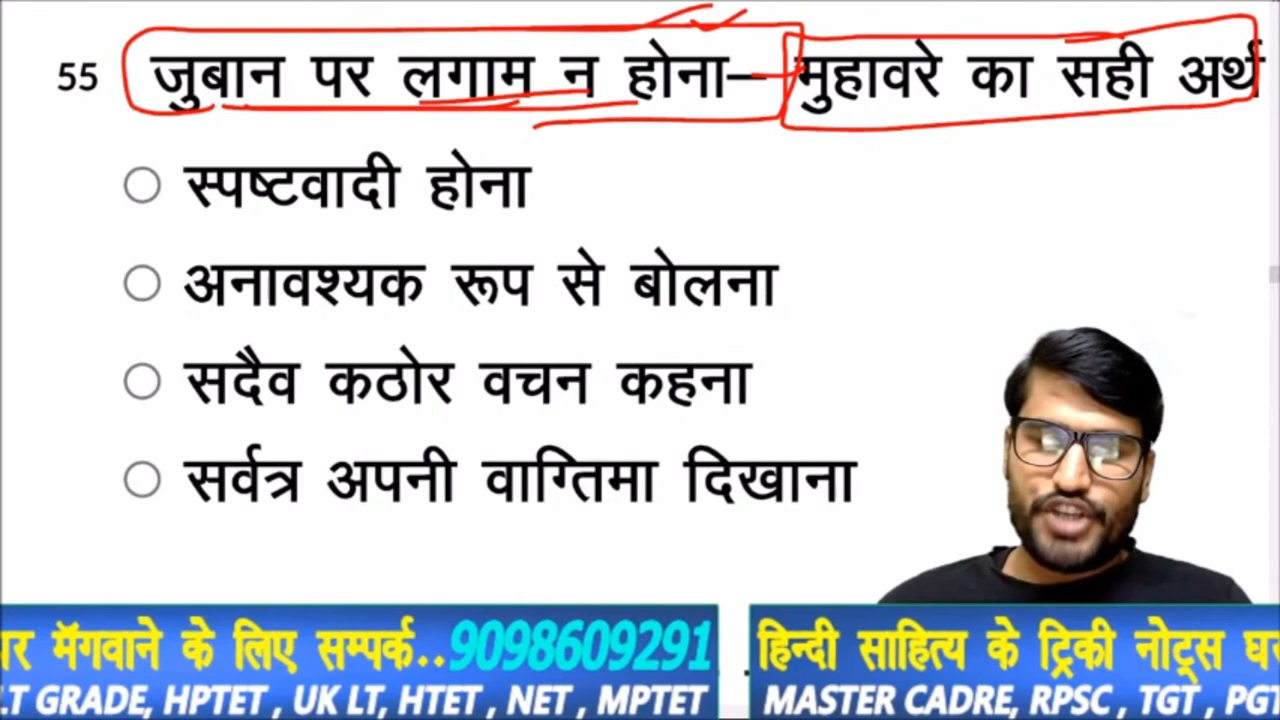 55 जुबान पर लगाम न होना– मुहावरे का सही अर्थ
स्पष्टवादी होना
अनावश्यक रूप से बोलना
सदैव कठोर वचन कहना
सर्वत्र अपनी वाग्तिमा दिखाना
मॅगवाने के लिए सम्पर्क..9098609291
हिन्दी साहित्य के ट्रिकी नोट्स
LT GRADE, HPTET , UK LT, HTET , NET , MPTET
MASTER CADRE, RPSC , TGT , PGT